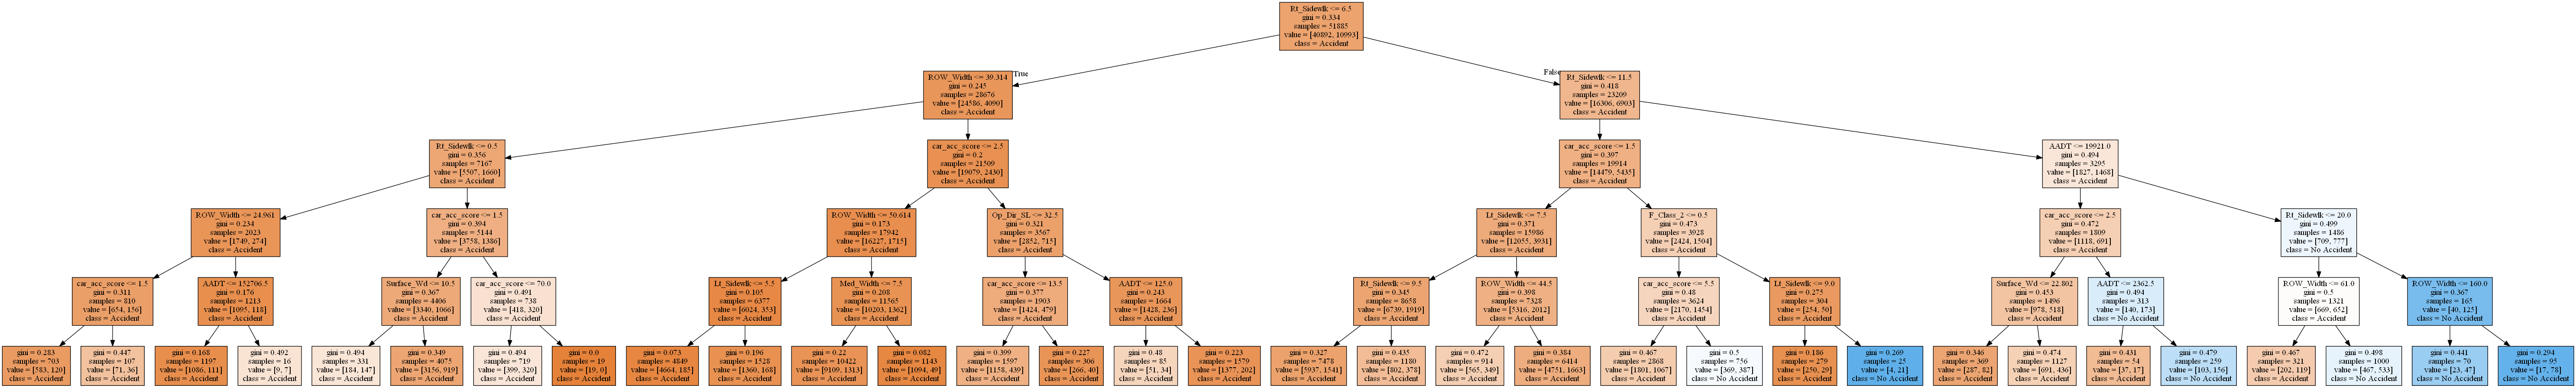 Rt_Sidewlk <= 6.5
gini = 0.334
samples = 51885
value = [40892, 10993]
class = Accident
True
False
ROW_Width <= 39.314
gini = 0.245
samples = 28676
value = [24586, 4090]
class = Accident
Rt_Sidewlk <= 11.5
gini = 0.418
samples = 23209
value = [16306, 6903]
class = Accident
Rt_Sidewlk <= 0.5
gini = 0.356
samples = 7167
value = [5507, 1660]
class = Accident
car_acc_score <= 2.5
gini = 0.2
samples = 21509
value = [19079, 2430]
class = Accident
car_acc_score <= 1.5
gini = 0.397
samples = 19914
value = [14479, 5435]
class = Accident
AADT <= 19921.0
gini = 0.494
samples = 3295
value = [1827, 1468]
class = Accident
ROW_Width <= 24.961
gini = 0.234
samples = 2023
value = [1749, 274]
class = Accident
car_acc_score <= 1.5
gini = 0.394
samples = 5144
value = [3758, 1386]
class = Accident
ROW_Width <= 50.614
gini = 0.173
samples = 17942
value = [16227, 1715]
class = Accident
Op_Dir_SL <= 32.5
gini = 0.321
samples = 3567
value = [2852, 715]
class = Accident
Lt_Sidewlk <= 7.5
gini = 0.371
samples = 15986
value = [12055, 3931]
class = Accident
F_Class_2 <= 0.5
gini = 0.473
samples = 3928
value = [2424, 1504]
class = Accident
car_acc_score <= 2.5
gini = 0.472
samples = 1809
value = [1118, 691]
class = Accident
Rt_Sidewlk <= 20.0
gini = 0.499
samples = 1486
value = [709, 777]
class = No Accident
car_acc_score <= 1.5
gini = 0.311
samples = 810
value = [654, 156]
class = Accident
AADT <= 152706.5
gini = 0.176
samples = 1213
value = [1095, 118]
class = Accident
Surface_Wd <= 10.5
gini = 0.367
samples = 4406
value = [3340, 1066]
class = Accident
car_acc_score <= 70.0
gini = 0.491
samples = 738
value = [418, 320]
class = Accident
Lt_Sidewlk <= 5.5
gini = 0.105
samples = 6377
value = [6024, 353]
class = Accident
Med_Width <= 7.5
gini = 0.208
samples = 11565
value = [10203, 1362]
class = Accident
car_acc_score <= 13.5
gini = 0.377
samples = 1903
value = [1424, 479]
class = Accident
AADT <= 125.0
gini = 0.243
samples = 1664
value = [1428, 236]
class = Accident
Rt_Sidewlk <= 9.5
gini = 0.345
samples = 8658
value = [6739, 1919]
class = Accident
ROW_Width <= 44.5
gini = 0.398
samples = 7328
value = [5316, 2012]
class = Accident
car_acc_score <= 5.5
gini = 0.48
samples = 3624
value = [2170, 1454]
class = Accident
Lt_Sidewlk <= 9.0
gini = 0.275
samples = 304
value = [254, 50]
class = Accident
Surface_Wd <= 22.802
gini = 0.453
samples = 1496
value = [978, 518]
class = Accident
AADT <= 2362.5
gini = 0.494
samples = 313
value = [140, 173]
class = No Accident
ROW_Width <= 61.0
gini = 0.5
samples = 1321
value = [669, 652]
class = Accident
ROW_Width <= 160.0
gini = 0.367
samples = 165
value = [40, 125]
class = No Accident
gini = 0.283
samples = 703
value = [583, 120]
class = Accident
gini = 0.447
samples = 107
value = [71, 36]
class = Accident
gini = 0.168
samples = 1197
value = [1086, 111]
class = Accident
gini = 0.492
samples = 16
value = [9, 7]
class = Accident
gini = 0.494
samples = 331
value = [184, 147]
class = Accident
gini = 0.349
samples = 4075
value = [3156, 919]
class = Accident
gini = 0.494
samples = 719
value = [399, 320]
class = Accident
gini = 0.0
samples = 19
value = [19, 0]
class = Accident
gini = 0.073
samples = 4849
value = [4664, 185]
class = Accident
gini = 0.196
samples = 1528
value = [1360, 168]
class = Accident
gini = 0.22
samples = 10422
value = [9109, 1313]
class = Accident
gini = 0.082
samples = 1143
value = [1094, 49]
class = Accident
gini = 0.399
samples = 1597
value = [1158, 439]
class = Accident
gini = 0.227
samples = 306
value = [266, 40]
class = Accident
gini = 0.48
samples = 85
value = [51, 34]
class = Accident
gini = 0.223
samples = 1579
value = [1377, 202]
class = Accident
gini = 0.327
samples = 7478
value = [5937, 1541]
class = Accident
gini = 0.435
samples = 1180
value = [802, 378]
class = Accident
gini = 0.472
samples = 914
value = [565, 349]
class = Accident
gini = 0.384
samples = 6414
value = [4751, 1663]
class = Accident
gini = 0.467
samples = 2868
value = [1801, 1067]
class = Accident
gini = 0.5
samples = 756
value = [369, 387]
class = No Accident
gini = 0.186
samples = 279
value = [250, 29]
class = Accident
gini = 0.269
samples = 25
value = [4, 21]
class = No Accident
gini = 0.346
samples = 369
value = [287, 82]
class = Accident
gini = 0.474
samples = 1127
value = [691, 436]
class = Accident
gini = 0.431
samples = 54
value = [37, 17]
class = Accident
gini = 0.479
samples = 259
value = [103, 156]
class = No Accident
gini = 0.467
samples = 321
value = [202, 119]
class = Accident
gini = 0.498
samples = 1000
value = [467, 533]
class = No Accident
gini = 0.441
samples = 70
value = [23, 47]
class = No Accident
gini = 0.294
samples = 95
value = [17, 78]
class = No Accident